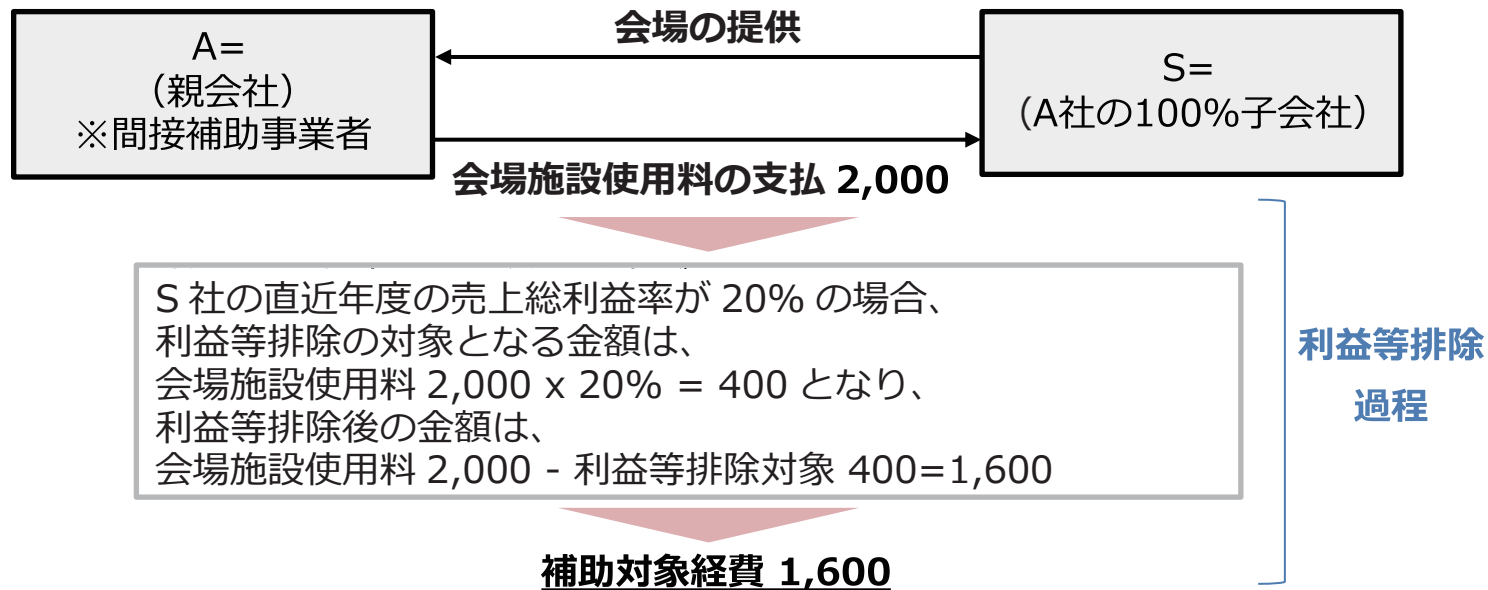 会場の提供
A=
（親会社）
※間接補助事業者
S=
（A社の100%子会社）
会場施設使用料の支払 2,000
S 社の直近年度の売上総利益率が 20% の場合、
利益等排除の対象となる金額は、
会場施設使用料 2,000 x 20% = 400 となり、
利益等排除後の金額は、
会場施設使用料 2,000 - 利益等排除対象 400=1,600
利益等排除
過程
補助対象経費 1,600